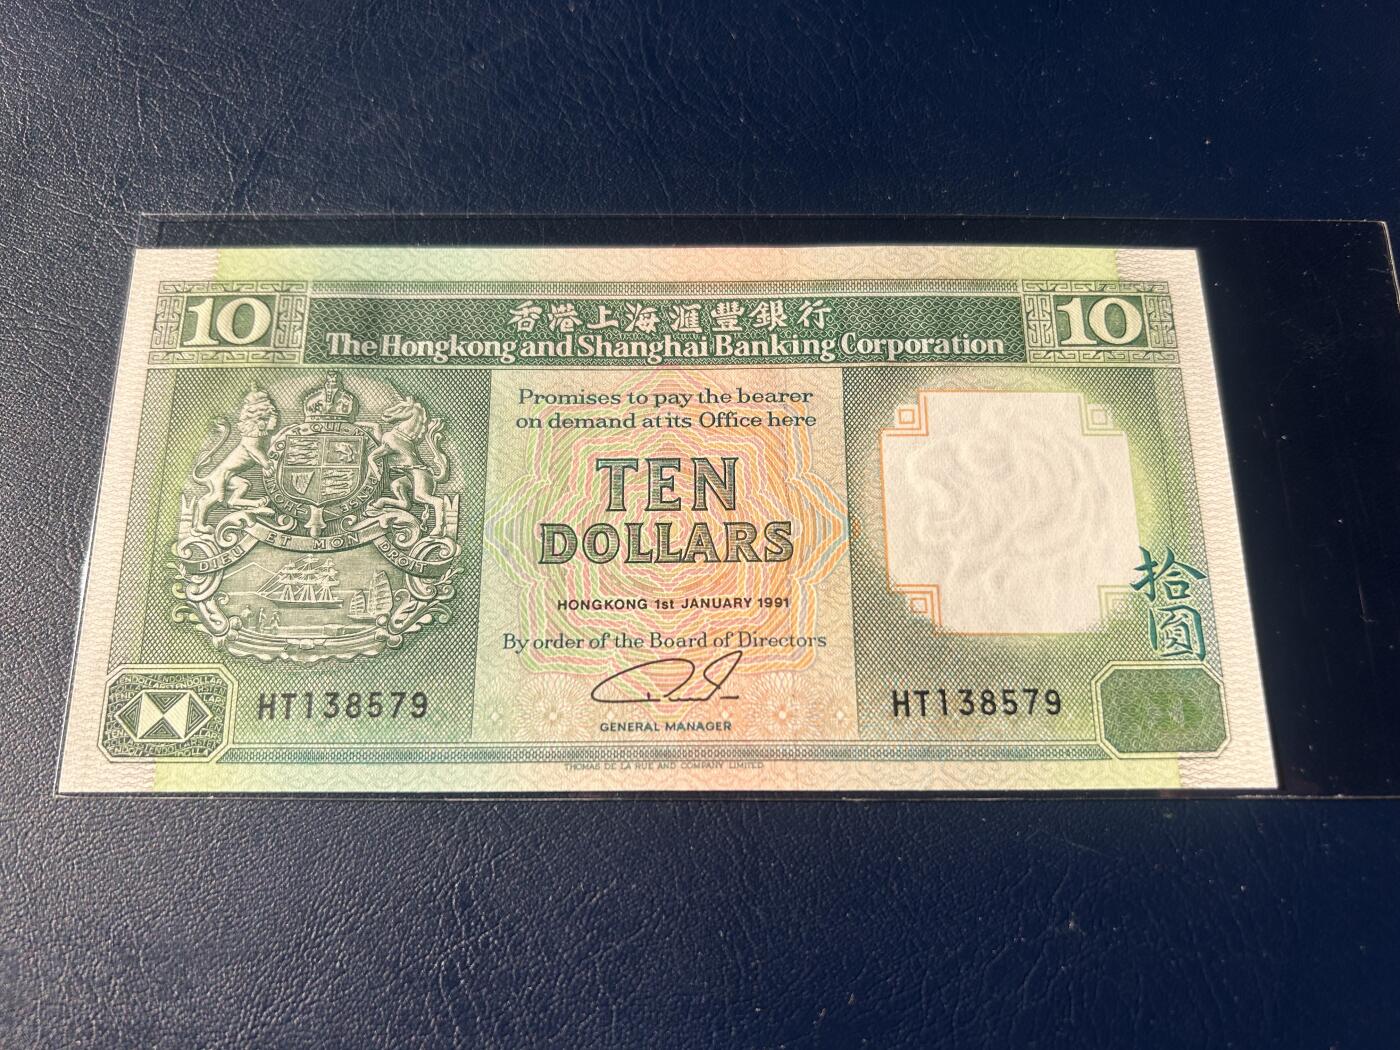 10
10
香港上海滙豐銀行
The Hongkong and Shanghai Banking Corporation
Promises to pay the bearer
on demand at its Office here
TEN
DOLLARS
HONGKONG 1st JANUARY 1991
By order of the Board of Directors
GENERAL MANAGER
DIEU ET MON DROIT
拾圓
HT138579
HT138579
THOMAS DE LA RUE AND COMPANY LIMITED